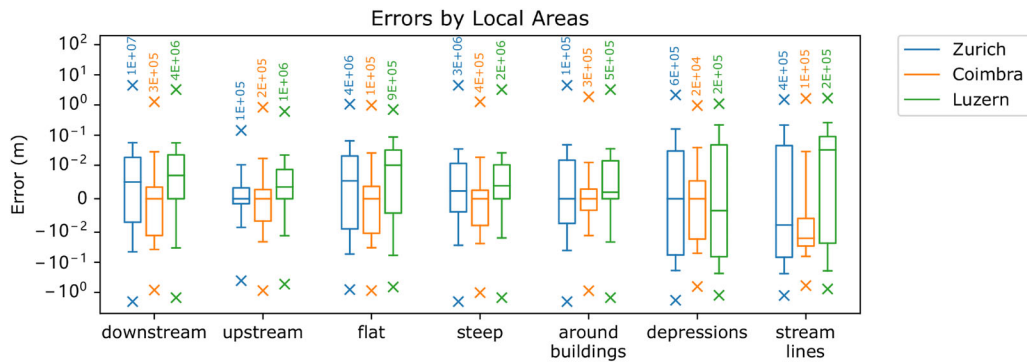 Errors by Local Areas
Error (m)
10²
10¹
10⁰
10⁻¹
10⁻²
0
−10⁻²
−10⁻¹
−10⁰
1E+07
3E+05
4E+06
1E+05
2E+05
1E+06
4E+06
1E+05
9E+05
3E+06
4E+05
2E+06
1E+05
3E+05
5E+05
6E+05
2E+04
2E+05
4E+05
1E+05
2E+05
downstream
upstream
flat
steep
around
buildings
depressions
stream
lines
Zurich
Coimbra
Luzern